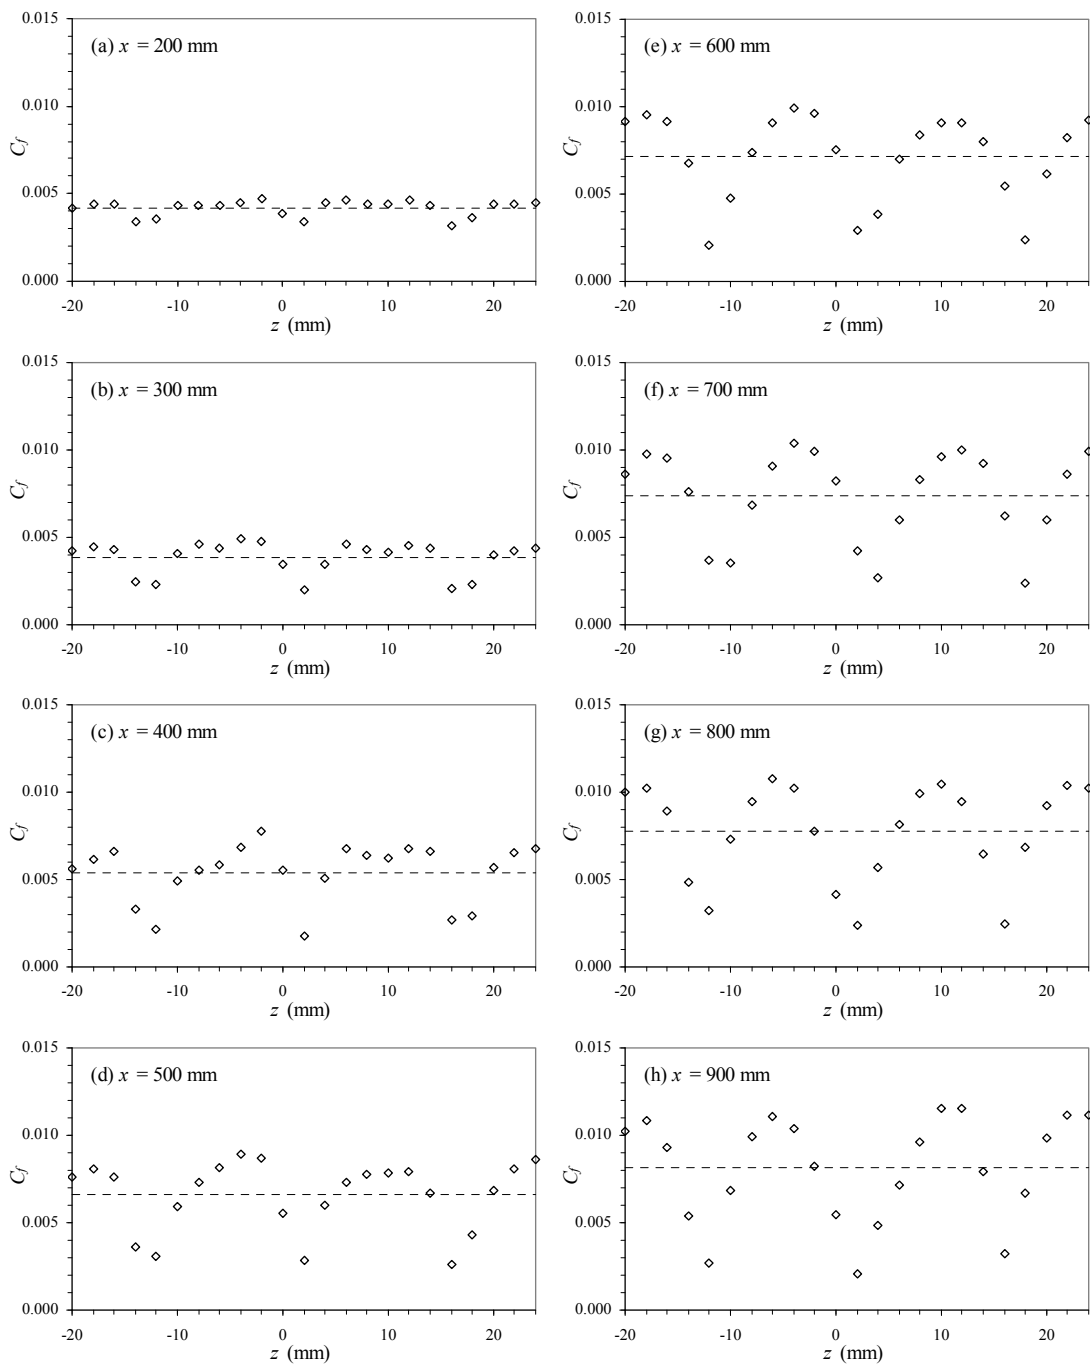 (a) x = 200 mm
0.015
0.010
0.005
0.000
Cf
-20 -10 0 10 20
z (mm)
(b) x = 300 mm
0.015
0.010
0.005
0.000
Cf
-20 -10 0 10 20
z (mm)
(c) x = 400 mm
0.015
0.010
0.005
0.000
Cf
-20 -10 0 10 20
z (mm)
(d) x = 500 mm
0.015
0.010
0.005
0.000
Cf
-20 -10 0 10 20
z (mm)
(e) x = 600 mm
0.015
0.010
0.005
0.000
Cf
-20 -10 0 10 20
z (mm)
(f) x = 700 mm
0.015
0.010
0.005
0.000
Cf
-20 -10 0 10 20
z (mm)
(g) x = 800 mm
0.015
0.010
0.005
0.000
Cf
-20 -10 0 10 20
z (mm)
(h) x = 900 mm
0.015
0.010
0.005
0.000
Cf
-20 -10 0 10 20
z (mm)